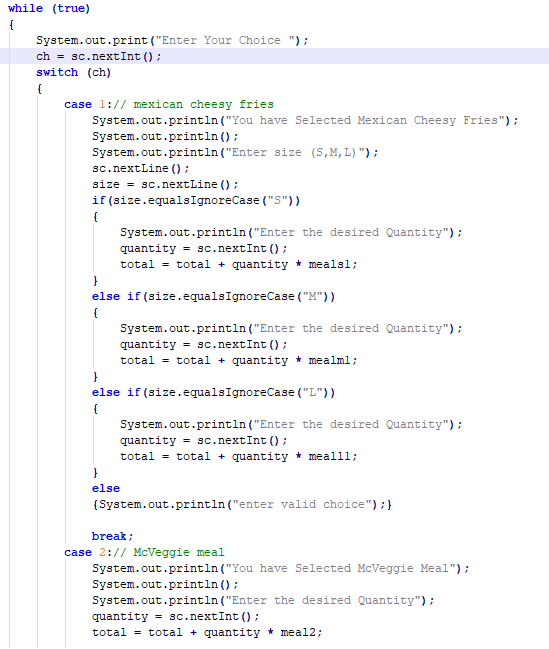 while (true)
{
    System.out.print("Enter Your Choice ");
    ch = sc.nextInt();
    switch (ch)
    {
        case 1:// mexican cheesy fries
            System.out.println("You have Selected Mexican Cheesy Fries");
            System.out.println();
            System.out.println("Enter size (S,M,L)");
            sc.nextLine();
            size = sc.nextLine();
            if(size.equalsIgnoreCase("S"))
            {
                System.out.println("Enter the desired Quantity");
                quantity = sc.nextInt();
                total = total + quantity * meals1;
            }
            else if(size.equalsIgnoreCase("M"))
            {
                System.out.println("Enter the desired Quantity");
                quantity = sc.nextInt();
                total = total + quantity * mealm1;
            }
            else if(size.equalsIgnoreCase("L"))
            {
                System.out.println("Enter the desired Quantity");
                quantity = sc.nextInt();
                total = total + quantity * meall1;
            }
            else
            {System.out.println("enter valid choice");}

            break;
        case 2:// McVeggie meal
            System.out.println("You have Selected McVeggie Meal");
            System.out.println();
            System.out.println("Enter the desired Quantity");
            quantity = sc.nextInt();
            total = total + quantity * meal2;